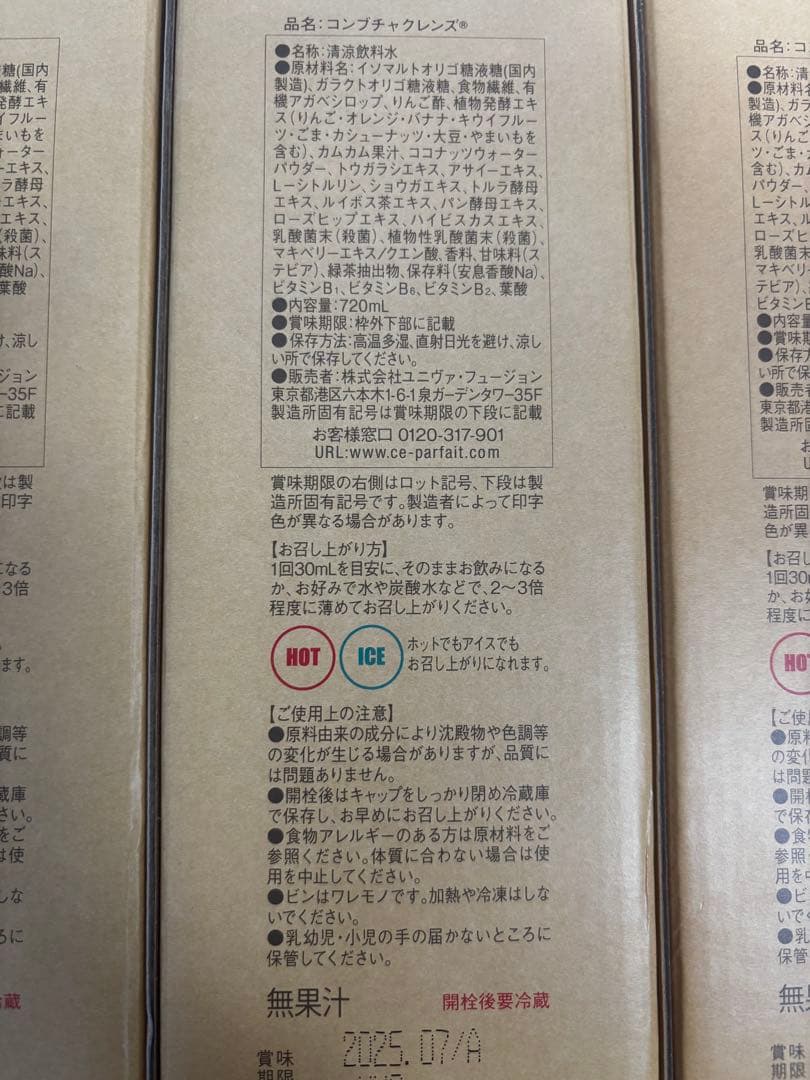 品名:コンブチャクレンズ®
●名称:清涼飲料水
●原材料名:イソマルトオリゴ糖液糖(国内
製造)、ガラクトオリゴ糖液糖、食物繊維、有
機アガベシロップ、りんご酢、植物発酵エキ
ス(りんご・オレンジ・バナナ・キウイフルー
ツ・ごま・カシューナッツ・大豆・やまいもを
含む)、カムカム果汁、ココナッツウォーター
パウダー、トウガラシエキス、アサイーエキス、
L-シトルリン、ショウガエキス、トルラ酵母
エキス、ルイボス茶エキス、パン酵母エキス、
ローズヒップエキス、ハイビスカスエキス、
乳酸菌末(殺菌)、植物性乳酸菌末(殺菌)、
マキベリーエキス/クエン酸、香料、甘味料(ス
テビア)、緑茶抽出物、保存料(安息香酸Na)、
ビタミンB₁、ビタミンB₆、ビタミンB₂、葉酸
●内容量:720mL
●賞味期限:枠外下部に記載
●保存方法:高温多湿、直射日光を避け、涼し
い所で保存してください。
●販売者:株式会社ユニヴァ・フュージョン
東京都港区六本木1-6-1泉ガーデンタワー35F
製造所固有記号は賞味期限の下段に記載
お客様窓口 0120-317-901
URL:www.ce-parfait.com
賞味期限の右側はロット記号、下段は製
造所固有記号です。製造者によって印字
色が異なる場合があります。
【お召し上がり方】
1回30mLを目安に、そのままお飲みになる
か、お好みで水や炭酸水などで、2〜3倍
程度に薄めてお召し上がりください。
HOT ICE ホットでもアイスでも
お召し上がりになれます。
【ご使用上の注意】
●原料由来の成分により沈殿物や色調等
の変化が生じる場合がありますが、品質に
は問題ありません。
●開栓後はキャップをしっかり閉め冷蔵庫
で保存し、お早めにお召し上がりください。
●食物アレルギーのある方は原材料をご
参照ください。体質に合わない場合は使
用を中止してください。
●ビンはワレモノです。加熱や冷凍はしな
いでください。
●乳幼児・小児の手の届かないところに
保管してください。
無果汁 開栓後要冷蔵
賞味 2025.07/A
期限